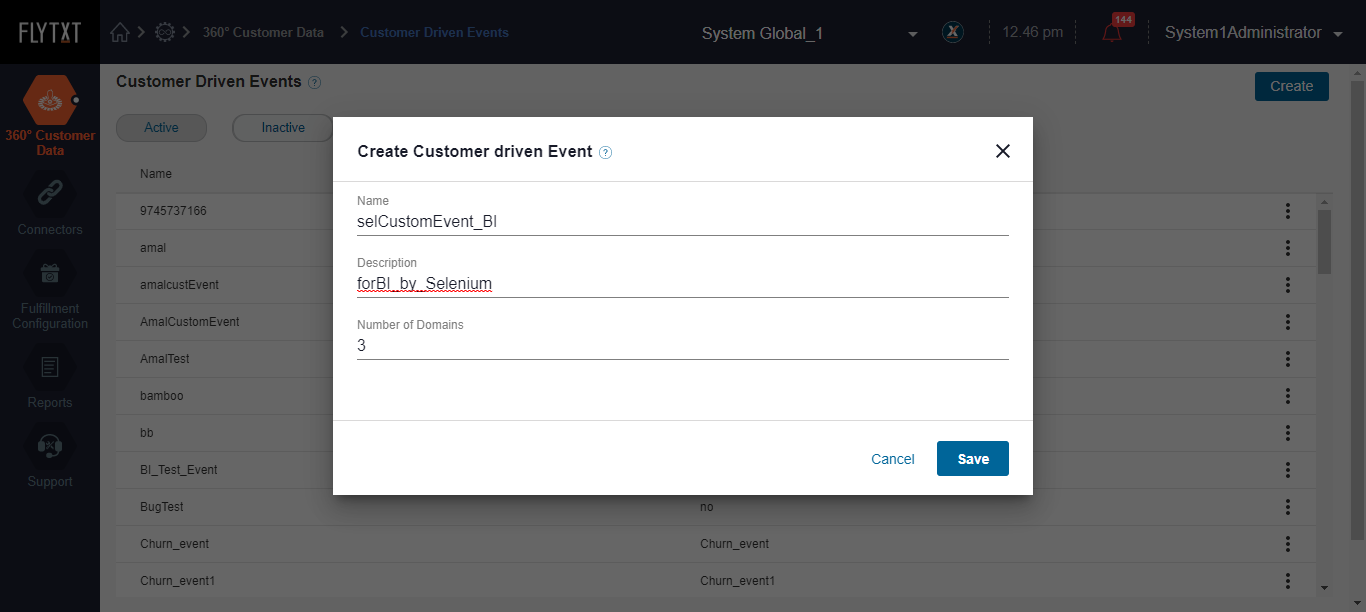 FLYTXT
360° Customer Data
Customer Driven Events
System Global_1
12.46 pm
144
System1Administrator
360° Customer
Data
Connectors
Fulfillment
Configuration
Reports
Support
Customer Driven Events ?
Create
Active
Inactive
Name
9745737166
amal
amalcustEvent
AmalCustomEvent
AmalTest
bamboo
bb
BI_Test_Event
BugTest no
Churn_event Churn_event
Churn_event1 Churn_event1
Create Customer driven Event ?
Name
selCustomEvent_BI
Description
forBI_by_Selenium
Number of Domains
3
Cancel
Save